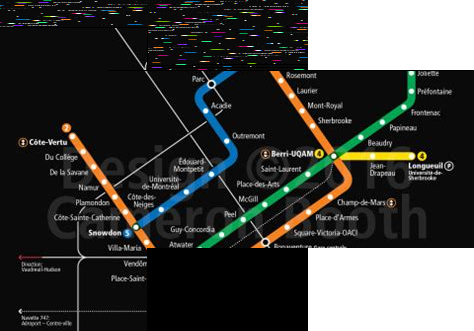 Joliette
Préfontaine
Frontenac
Papineau
Beaudry
Rosemont
Laurier
Mont-Royal
Sherbrooke
Parc
Acadie
Outremont
Édouard-
Montpetit
Université-
de-Montréal
Côte-des-
Neiges
2
Côte-Vertu
Du Collège
De la Savane
Namur
Plamondon
Côte-Sainte-Catherine
Snowdon 5
Villa-Maria
Vendôm
Place-Saint-
Berri-UQAM 4
Saint-Laurent
Place-des-Arts
McGill
Peel
Guy-Concordia
Atwater
Jean-
Drapeau
4
Longueuil P
Université-de-
Sherbrooke
Champ-de-Mars
Place-d'Armes
Square-Victoria-OACI
Bonaventure
Direction:
Vaudreuil-Hudson
Navette 747:
Aéroport – Centre-ville
Design © 2016
Cameron Booth